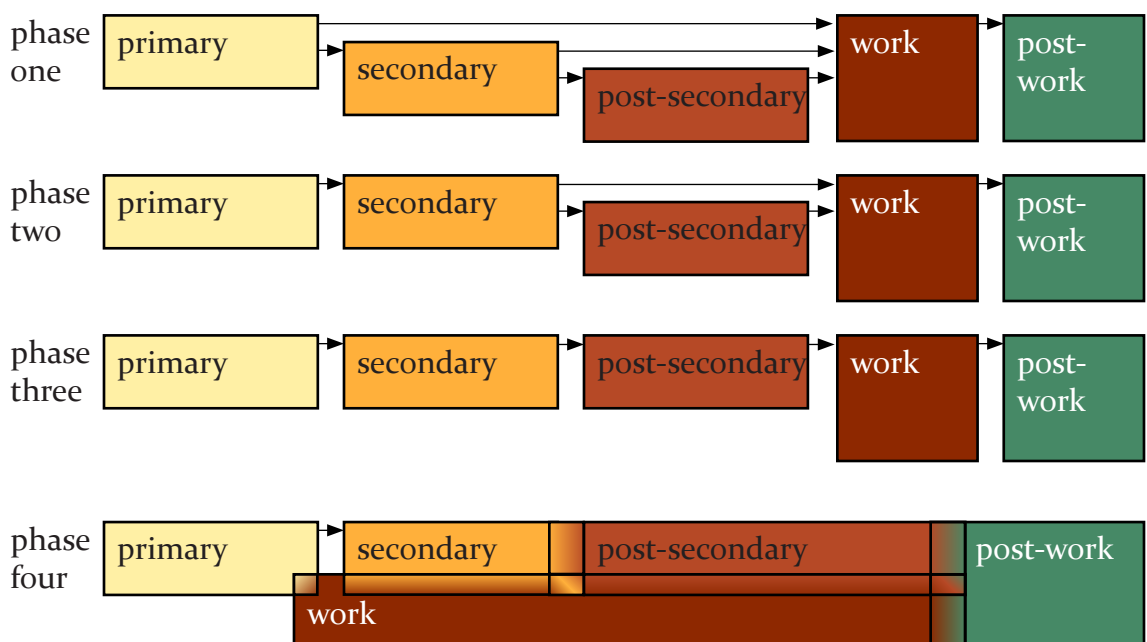 phase
one
primary
secondary
post-secondary
work
post-
work
phase
two
primary
secondary
post-secondary
work
post-
work
phase
three
primary
secondary
post-secondary
work
post-
work
phase
four
primary
secondary
post-secondary
post-work
work